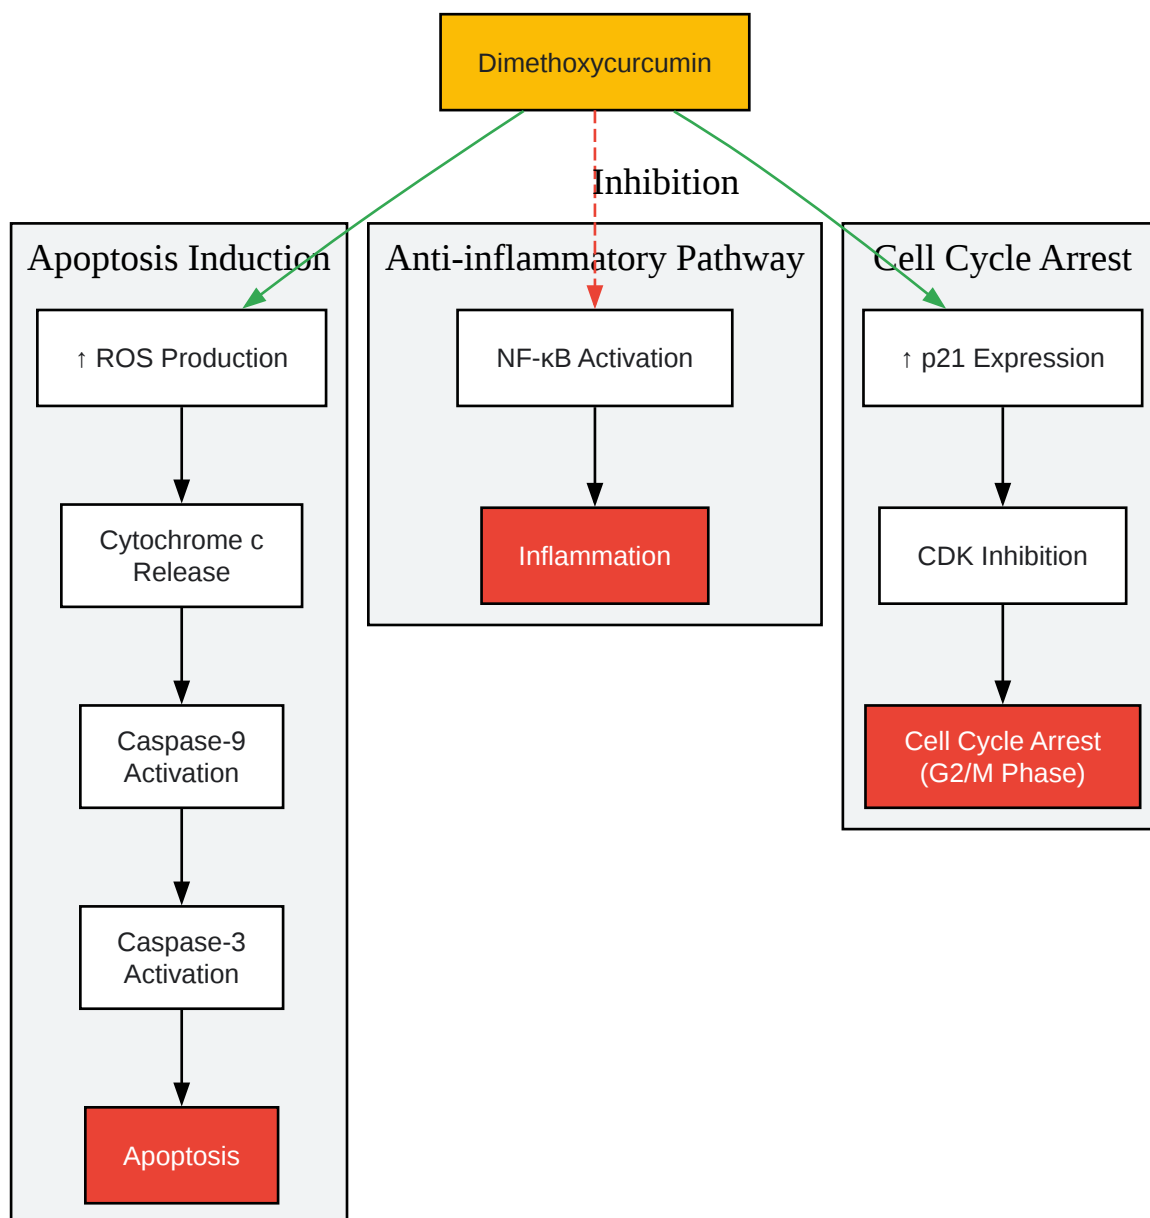 Dimethoxycurcumin
Inhibition
Apoptosis Induction
↑ ROS Production
Cytochrome c
Release
Caspase-9
Activation
Caspase-3
Activation
Apoptosis
Anti-inflammatory Pathway
NF-κB Activation
Inflammation
Cell Cycle Arrest
↑ p21 Expression
CDK Inhibition
Cell Cycle Arrest
(G2/M Phase)